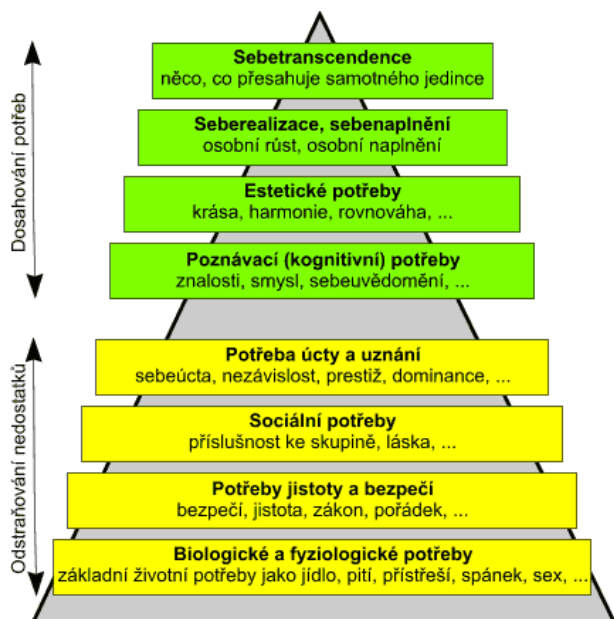 Sebetranscendence
něco, co přesahuje samotného jedince
Seberealizace, sebenaplnění
osobní růst, osobní naplnění
Estetické potřeby
krása, harmonie, rovnováha, ...
Poznávací (kognitivní) potřeby
znalosti, smysl, sebeuvědomění, ...
Dosahování potřeb
Potřeba úcty a uznání
sebeúcta, nezávislost, prestiž, dominance, ...
Sociální potřeby
příslušnost ke skupině, láska, ...
Potřeby jistoty a bezpečí
bezpečí, jistota, zákon, pořádek, ...
Biologické a fyziologické potřeby
základní životní potřeby jako jídlo, pití, přístřeší, spánek, sex, ...
Odstraňování nedostatků